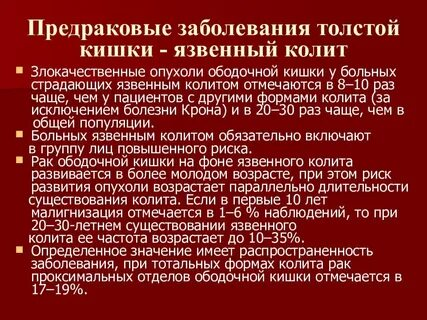 Предраковые заболевания толстой
кишки - язвенный колит
Злокачественные опухоли ободочной кишки у больных
страдающих язвенным колитом отмечаются в 8–10 раз
чаще, чем у пациентов с другими формами колита (за
исключением болезни Крона) и в 20–30 раз чаще, чем в
общей популяции.
Больных язвенным колитом обязательно включают
в группу лиц повышенного риска.
Рак ободочной кишки на фоне язвенного колита
развивается в более молодом возрасте, при этом риск
развития опухоли возрастает параллельно длительности
существования колита. Если в первые 10 лет
малигнизация отмечается в 1–6 % наблюдений, то при
20–30-летнем существовании язвенного
колита ее частота возрастает до 10–35%.
Определенное значение имеет распространенность
заболевания, при тотальных формах колита рак
проксимальных отделов ободочной кишки отмечается в
17–19%.